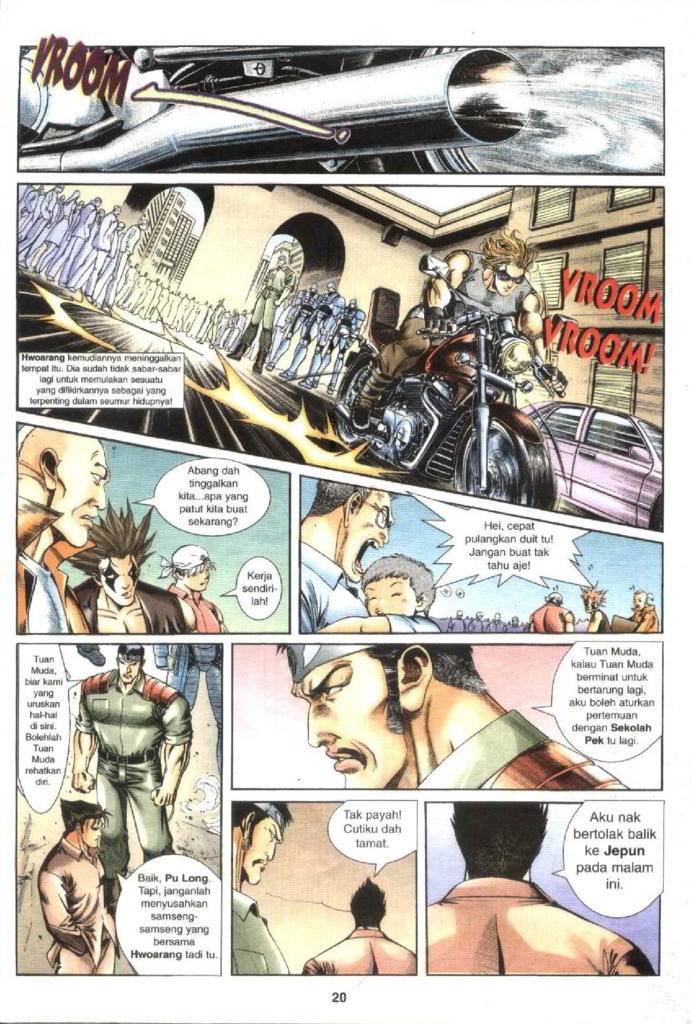 VROOM
Hwoarang kemudiannya meninggalkan
tempat itu. Dia sudah tidak sabar-sabar
lagi untuk memulakan sesuatu
yang difikirkannya sebagai yang
terpenting dalam seumur hidupnya!
VROOM
VROOM!
Abang dah
tinggalkan
kita...apa yang
patut kita buat
sekarang?
Kerja
sendiri-
lah!
Hei, cepat
pulangkan duit tu!
Jangan buat tak
tahu aje!
Tuan
Muda,
biar kami
yang
uruskan
hal-hal
di sini.
Bolehlah
Tuan
Muda
rehatkan
diri.
Baik, Pu Long.
Tapi, janganlah
menyusahkan
samseng-
samseng yang
bersama
Hwoarang tadi tu.
Tuan Muda,
kalau Tuan Muda
berminat untuk
bertarung lagi,
aku boleh aturkan
pertemuan
dengan Sekolah
Pek tu lagi.
Tak payah!
Cutiku dah
tamat.
Aku nak
bertolak balik
ke Jepun
pada malam
ini.
20